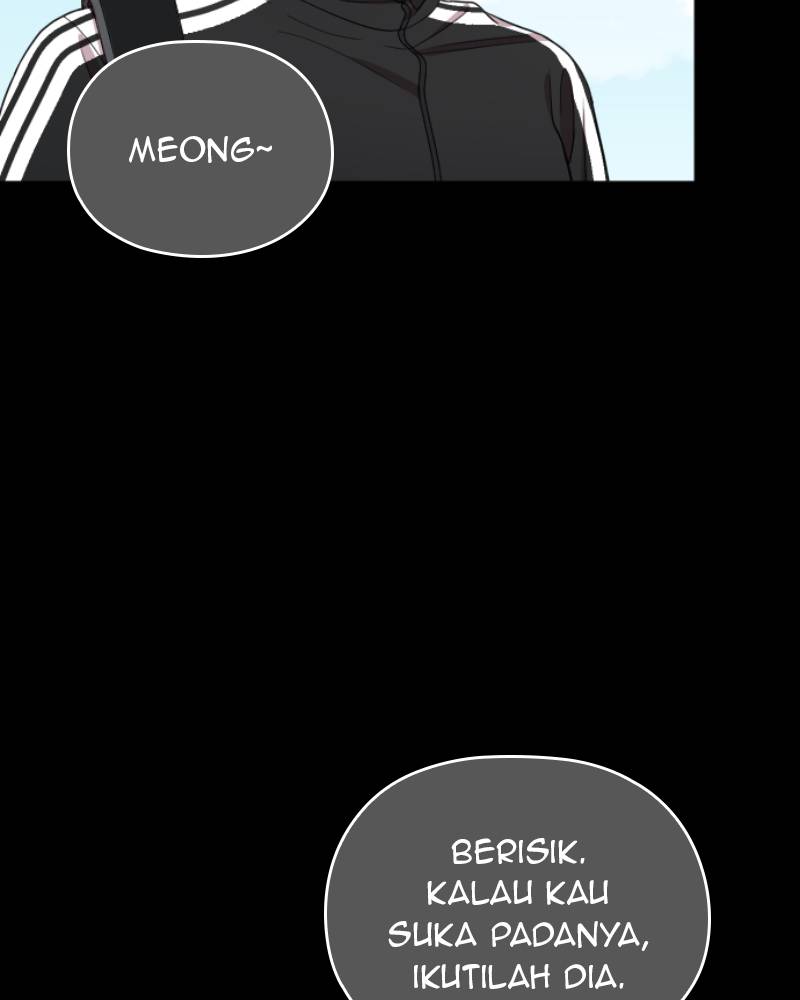 MEONG~
BERISIK.
KALAU KAU
SUKA PADANYA,
IKUTILAH DIA.